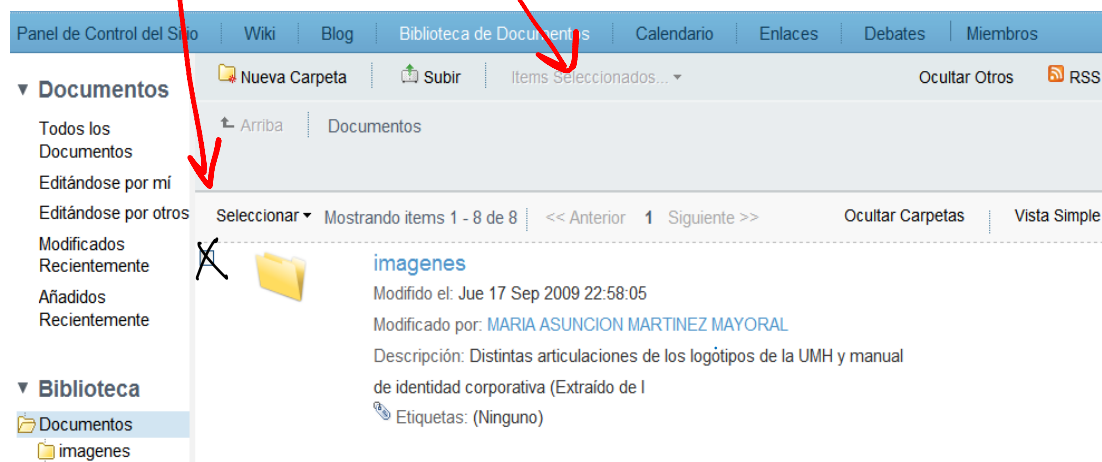 Panel de Control del Sitio Wiki Blog Biblioteca de Documentos Calendario Enlaces Debates Miembros
Nueva Carpeta Subir Items Seleccionados... Ocultar Otros RSS
Arriba Documentos
Seleccionar Mostrando items 1 - 8 de 8 << Anterior 1 Siguiente >> Ocultar Carpetas Vista Simple
Documentos
Todos los
Documentos
Editándose por mí
Editándose por otros
Modificados
Recientemente
Añadidos
Recientemente
Biblioteca
Documentos
imagenes
imagenes
Modifido el: Jue 17 Sep 2009 22:58:05
Modificado por: MARIA ASUNCION MARTINEZ MAYORAL
Descripción: Distintas articulaciones de los logótipos de la UMH y manual
de identidad corporativa (Extraído de l
Etiquetas: (Ninguno)